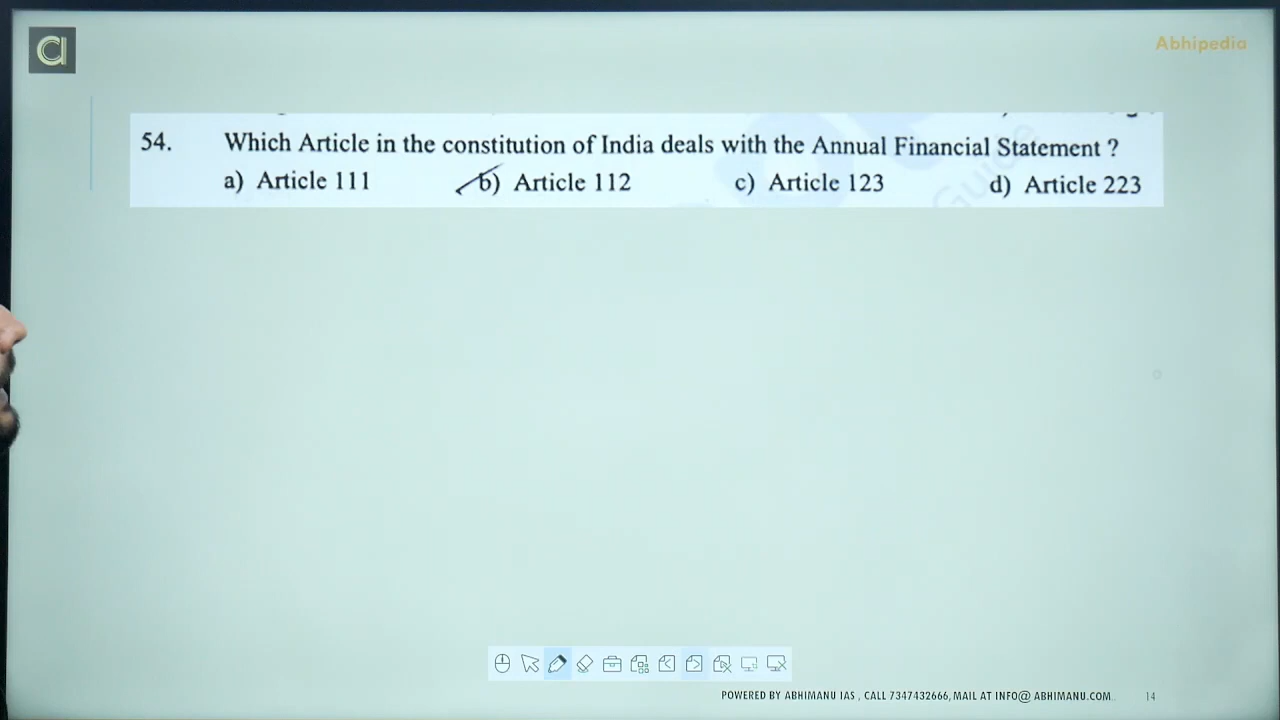 Abhipedia
54. Which Article in the constitution of India deals with the Annual Financial Statement ?
a) Article 111 b) Article 112 c) Article 123 d) Article 223
POWERED BY ABHIMANU IAS , CALL 7347432666, MAIL AT INFO@ ABHIMANU.COM 14